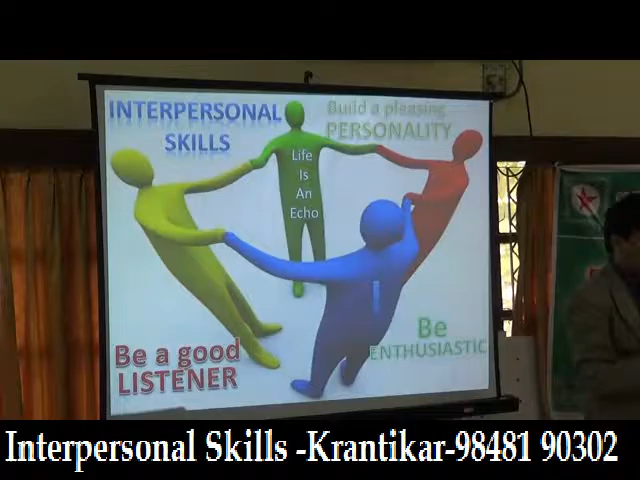 INTERPERSONAL
SKILLS
Build a pleasing
PERSONALITY
Life
Is
An
Echo
Be a good
LISTENER
Be
ENTHUSIASTIC
Interpersonal Skills -Krantikar-98481 90302